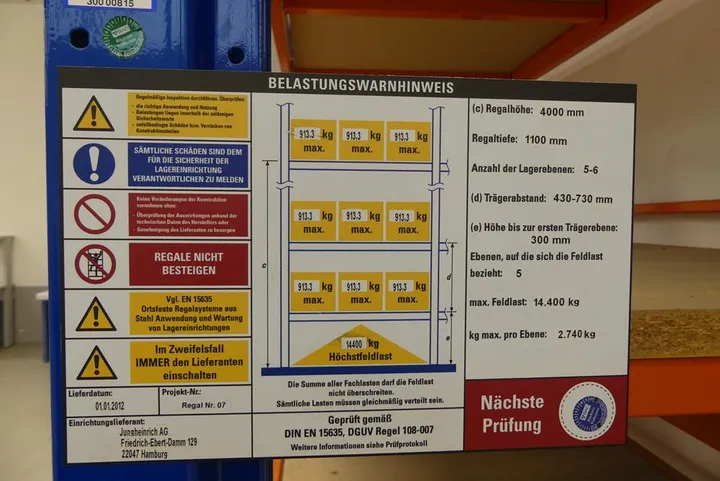 300 00815
BELASTUNGSWARNHINWEIS
Regelmäßige Inspektion durchführen. Überprüfen:
- die richtige Anwendung und Nutzung
- Belastungen liegen innerhalb der zulässigen
Sicherheitswerte
- unfallbedingte Schäden bzw. Verrücken von
Konstruktionsteilen
SÄMTLICHE SCHÄDEN SIND DEM
FÜR DIE SICHERHEIT DER
LAGEREINRICHTUNG
VERANTWORTLICHEN ZU MELDEN
Keine Veränderungen der Konstruktion
vornehmen ohne:
- Überprüfung der Auswirkungen anhand der
technischen Daten des Herstellers oder
- Genehmigung des Lieferanten zu besorgen
REGALE NICHT
BESTEIGEN
Vgl. EN 15635
Ortsfeste Regalsysteme aus
Stahl Anwendung und Wartung
von Lagereinrichtungen
Im Zweifelsfall
IMMER den Lieferanten
einschalten
Lieferdatum:
01.01.2012
Projekt-Nr.:
Regal Nr. 07
Einrichtungslieferant:
Jungheinrich AG
Friedrich-Ebert-Damm 129
22047 Hamburg
913.3 kg max. 913.3 kg max. 913.3 kg max.
913.3 kg max. 913.3 kg max. 913.3 kg max.
913.3 kg max. 913.3 kg max. 913.3 kg max.
c
d
e
14400 kg
Höchstfeldlast
Die Summe aller Fachlasten darf die Feldlast
nicht überschreiten.
Sämtliche Lasten müssen gleichmäßig verteilt sein.
Geprüft gemäß
DIN EN 15635, DGUV Regel 108-007
Weitere Informationen siehe Prüfprotokoll
(c) Regalhöhe: 4000 mm
Regaltiefe: 1100 mm
Anzahl der Lagerebenen: 5-6
(d) Trägerabstand: 430-730 mm
(e) Höhe bis zur ersten Trägerebene:
300 mm
Ebenen, auf die sich die Feldlast
bezieht: 5
max. Feldlast: 14.400 kg
kg max. pro Ebene: 2.740 kg
Nächste
Prüfung